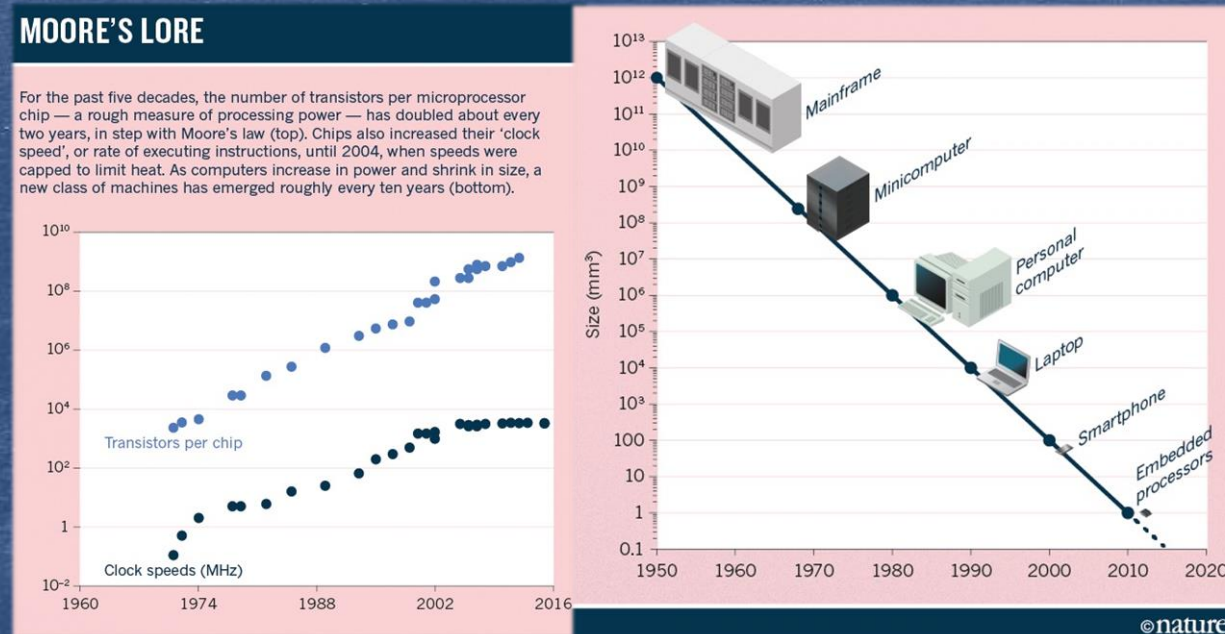 MOORE'S LORE
For the past five decades, the number of transistors per microprocessor
chip — a rough measure of processing power — has doubled about every
two years, in step with Moore's law (top). Chips also increased their 'clock
speed', or rate of executing instructions, until 2004, when speeds were
capped to limit heat. As computers increase in power and shrink in size, a
new class of machines has emerged roughly every ten years (bottom).
10¹⁰
10⁸
10⁶
10⁴
10²
1
10⁻²
Transistors per chip
Clock speeds (MHz)
1960 1974 1988 2002 2016
Size (mm³)
10¹³
10¹²
10¹¹
10¹⁰
10⁹
10⁸
10⁷
10⁶
10⁵
10⁴
10³
100
10
1
0.1
Mainframe
Minicomputer
Personal
computer
Laptop
Smartphone
Embedded
processors
1950 1960 1970 1980 1990 2000 2010 2020
©nature